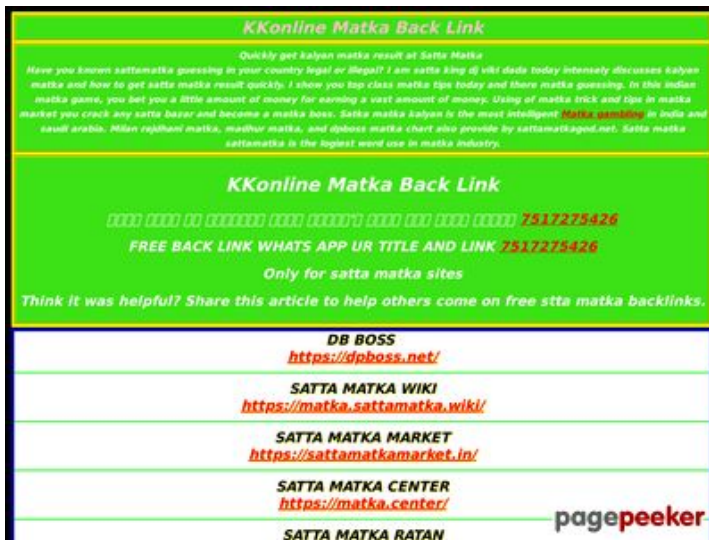 KKonline Matka Back Link
Quickly get kalyan matka result at Satta Matka
Have you known sattamatka guessing in your country legal or illegal? I am satta king dj viki dada today intensely discusses kalyan
matka and how to get satta matka result quickly. I show you top class matka tips today and there matka guessing. In this indian
matka game, you bet you a little amount of money for earning a vast amount of money. Using of matka trick and tips in matka
market you crack any satta bazar and become a matka boss. Satka matka kalyan is the most intelligent Matka gambling in india and
saudi arabia. Milan rajdhani matka, madhur matka, and dpboss matka chart also provide by sattamatkagod.net. Satta matka
sattamatka is the logiest word use in matka industry.
KKonline Matka Back Link
7517275426
FREE BACK LINK WHATS APP UR TITLE AND LINK 7517275426
Only for satta matka sites
Think it was helpful? Share this article to help others come on free stta matka backlinks.
DB BOSS
https://dpboss.net/
SATTA MATKA WIKI
https://matka.sattamatka.wiki/
SATTA MATKA MARKET
https://sattamatkamarket.in/
SATTA MATKA CENTER
https://matka.center/
SATTA MATKA RATAN
pagepeeker